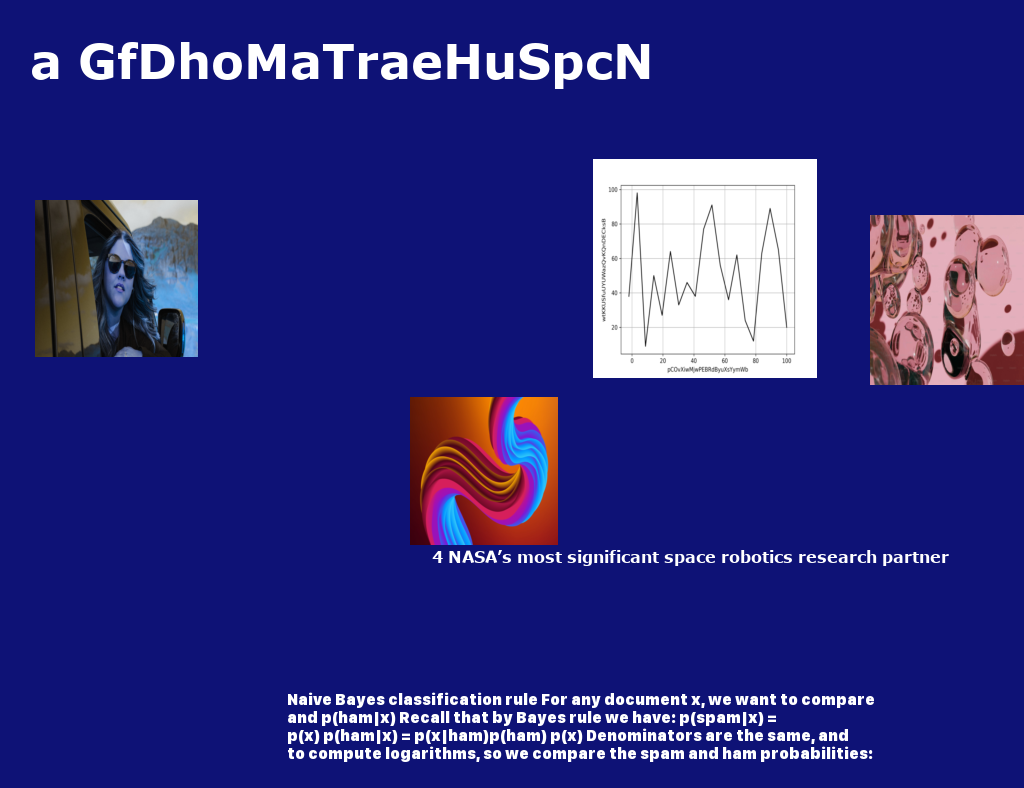 a GfDhoMaTraeHuSpcN
100
80
60
40
20
0 20 40 60 80 100
4 NASA’s most significant space robotics research partner
Naive Bayes classification rule For any document x, we want to compare
and p(ham|x) Recall that by Bayes rule we have: p(spam|x) =
p(x) p(ham|x) = p(x|ham)p(ham) p(x) Denominators are the same, and
to compute logarithms, so we compare the spam and ham probabilities: